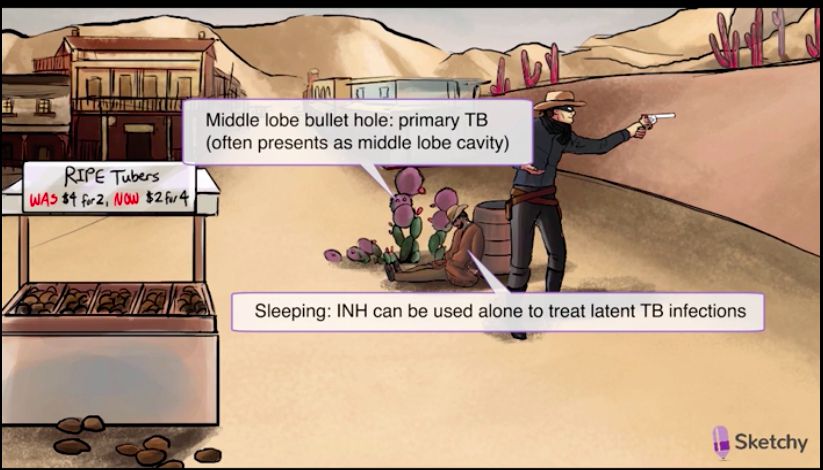 Middle lobe bullet hole: primary TB
(often presents as middle lobe cavity)
RIPE Tubers
WAS $4 for 2, NOW $2 for 4
Sleeping: INH can be used alone to treat latent TB infections
Sketchy